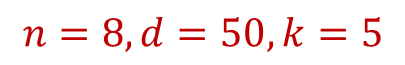 n = 8, d = 50, k = 5